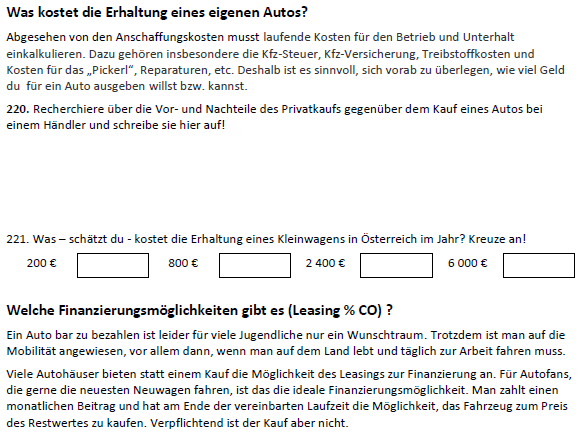 Was kostet die Erhaltung eines eigenen Autos?
Abgesehen von den Anschaffungskosten musst laufende Kosten für den Betrieb und Unterhalt
einkalkulieren. Dazu gehören insbesondere die Kfz-Steuer, Kfz-Versicherung, Treibstoffkosten und
Kosten für das „Pickerl“, Reparaturen, etc. Deshalb ist es sinnvoll, sich vorab zu überlegen, wie viel Geld
du für ein Auto ausgeben willst bzw. kannst.
220. Recherchiere über die Vor- und Nachteile des Privatkaufs gegenüber dem Kauf eines Autos bei
einem Händler und schreibe sie hier auf!
221. Was – schätzt du - kostet die Erhaltung eines Kleinwagens in Österreich im Jahr? Kreuze an!
200 € 800 € 2 400 € 6 000 €
Welche Finanzierungsmöglichkeiten gibt es (Leasing % CO) ?
Ein Auto bar zu bezahlen ist leider für viele Jugendliche nur ein Wunschtraum. Trotzdem ist man auf die
Mobilität angewiesen, vor allem dann, wenn man auf dem Land lebt und täglich zur Arbeit fahren muss.
Viele Autohäuser bieten statt einem Kauf die Möglichkeit des Leasings zur Finanzierung an. Für Autofans,
die gerne die neuesten Neuwagen fahren, ist das die ideale Finanzierungsmöglichkeit. Man zahlt einen
monatlichen Beitrag und hat am Ende der vereinbarten Laufzeit die Möglichkeit, das Fahrzeug zum Preis
des Restwertes zu kaufen. Verpflichtend ist der Kauf aber nicht.